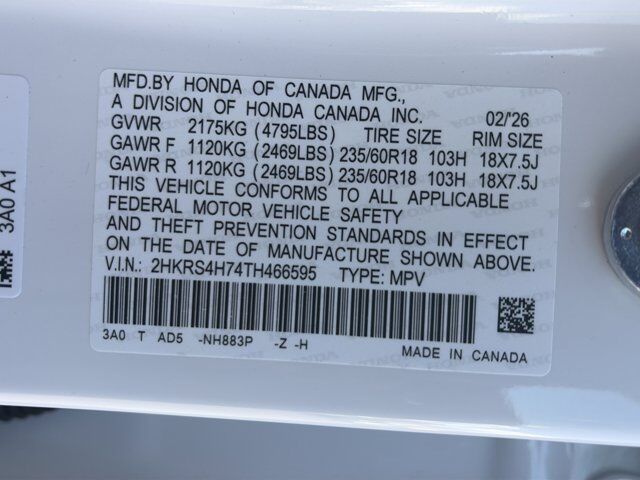 MFD.BY HONDA OF CANADA MFG.,
A DIVISION OF HONDA CANADA INC. 02/'26
GVWR 2175KG (4795LBS) TIRE SIZE RIM SIZE
GAWR F 1120KG (2469LBS) 235/60R18 103H 18X7.5J
GAWR R 1120KG (2469LBS) 235/60R18 103H 18X7.5J
THIS VEHICLE CONFORMS TO ALL APPLICABLE
FEDERAL MOTOR VEHICLE SAFETY
AND THEFT PREVENTION STANDARDS IN EFFECT
ON THE DATE OF MANUFACTURE SHOWN ABOVE.
V.I.N.: 2HKRS4H74TH466595 TYPE: MPV
3A0 T AD5 -NH883P -Z -H
MADE IN CANADA
3A0 A1